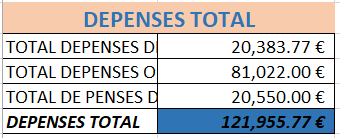 DEPENSES TOTAL
TOTAL DEPENSES D 20,383.77 €
TOTAL DEPENSES O 81,022.00 €
TOTAL DE PENSES D 20,550.00 €
DEPENSES TOTAL 121,955.77 €